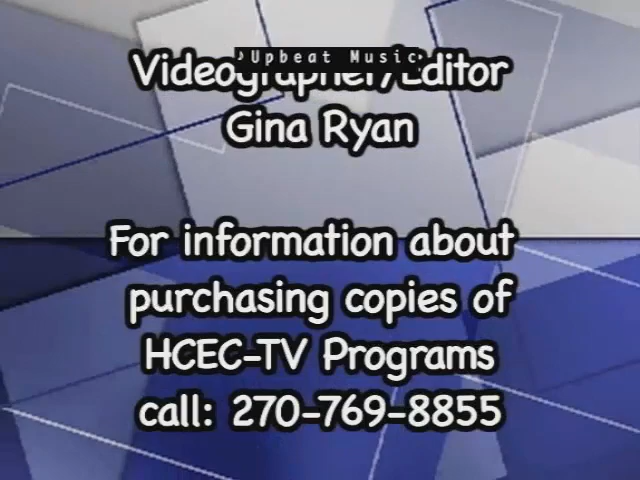 ♪Upbeat Music♪
Videographer/Editor
Gina Ryan
For information about
purchasing copies of
HCEC-TV Programs
call: 270-769-8855